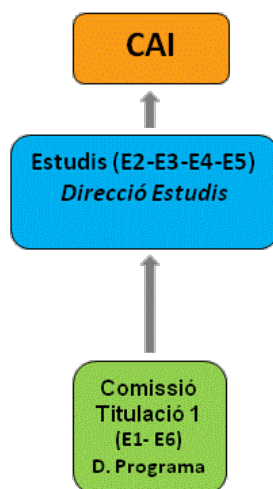 CAI
Estudis (E2-E3-E4-E5)
Direcció Estudis
Comissió
Titulació 1
(E1- E6)
D. Programa